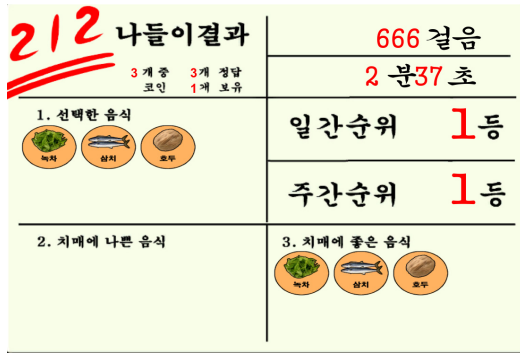 212 나들이결과
3 개 중 3개 정답
코인 1개 보유
666 걸음
2 분37 초
1. 선택한 음식
녹차 삼치 호두
일간순위 1등
주간순위 1등
2. 치매에 나쁜 음식
3. 치매에 좋은 음식
녹차 삼치 호두